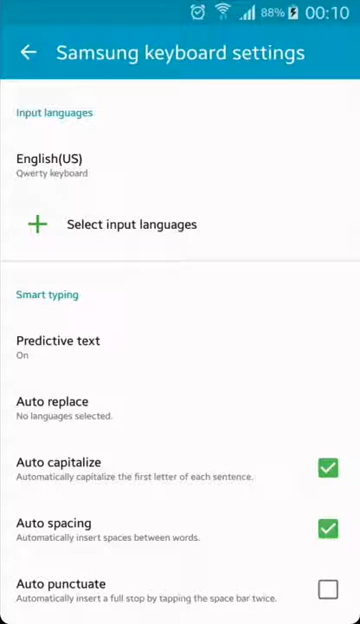 88% 00:10
Samsung keyboard settings
Input languages
English(US)
Qwerty keyboard
Select input languages
Smart typing
Predictive text
On
Auto replace
No languages selected.
Auto capitalize
Automatically capitalize the first letter of each sentence.
Auto spacing
Automatically insert spaces between words.
Auto punctuate
Automatically insert a full stop by tapping the space bar twice.